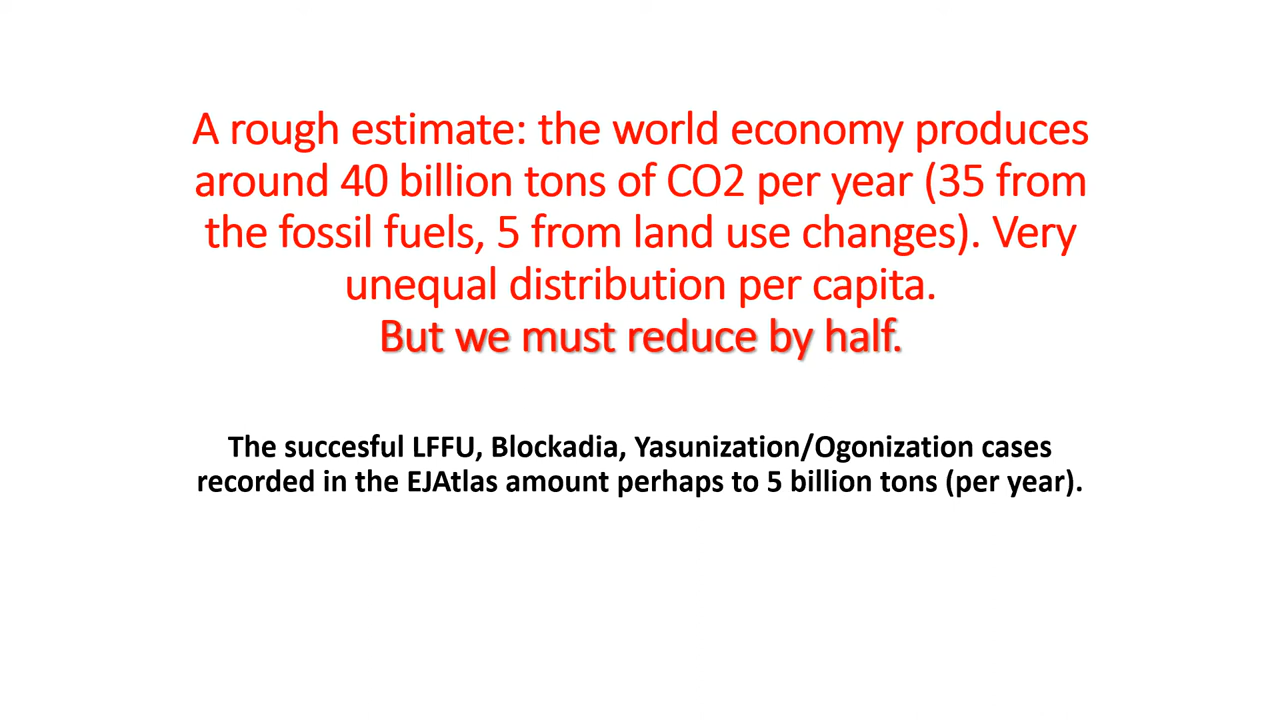 A rough estimate: the world economy produces
around 40 billion tons of CO2 per year (35 from
the fossil fuels, 5 from land use changes). Very
unequal distribution per capita.
But we must reduce by half.
The succesful LFFU, Blockadia, Yasunization/Ogonization cases
recorded in the EJAtlas amount perhaps to 5 billion tons (per year).